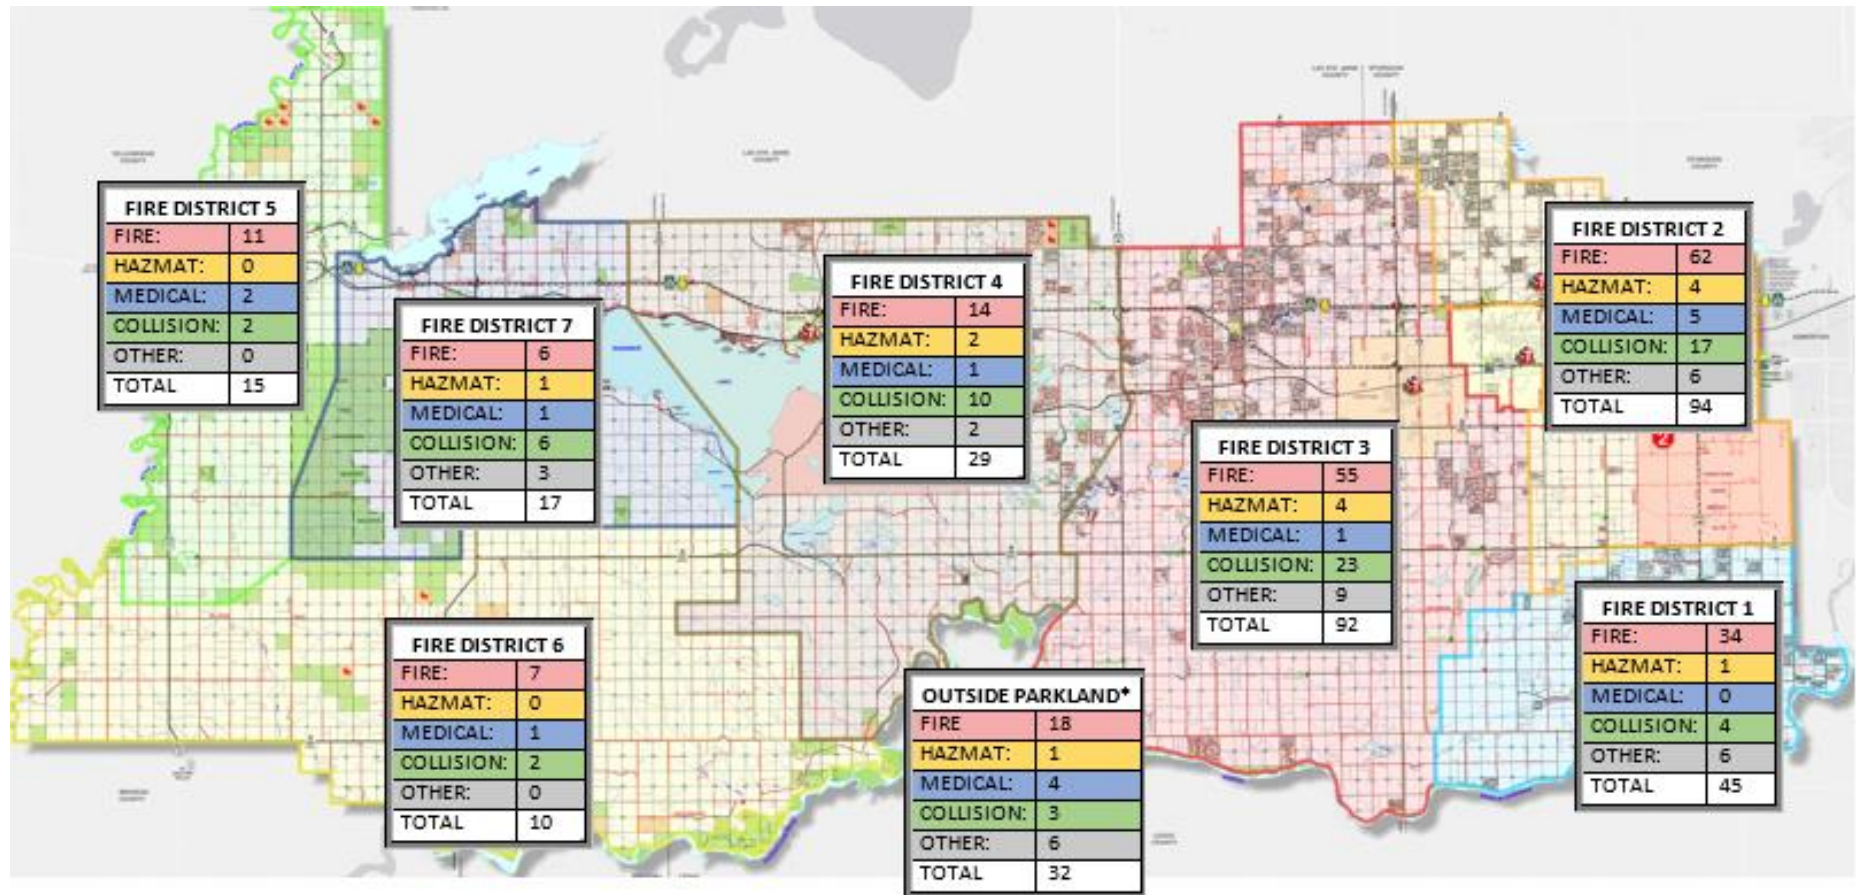 FIRE DISTRICT 5
FIRE: 11
HAZMAT: 0
MEDICAL: 2
COLLISION: 2
OTHER: 0
TOTAL 15
FIRE DISTRICT 7
FIRE: 6
HAZMAT: 1
MEDICAL: 1
COLLISION: 6
OTHER: 3
TOTAL 17
FIRE DISTRICT 4
FIRE: 14
HAZMAT: 2
MEDICAL: 1
COLLISION: 10
OTHER: 2
TOTAL 29
FIRE DISTRICT 2
FIRE: 62
HAZMAT: 4
MEDICAL: 5
COLLISION: 17
OTHER: 6
TOTAL 94
2
FIRE DISTRICT 3
FIRE: 55
HAZMAT: 4
MEDICAL: 1
COLLISION: 23
OTHER: 9
TOTAL 92
FIRE DISTRICT 6
FIRE: 7
HAZMAT: 0
MEDICAL: 1
COLLISION: 2
OTHER: 0
TOTAL 10
OUTSIDE PARKLAND*
FIRE 18
HAZMAT: 1
MEDICAL: 4
COLLISION: 3
OTHER: 6
TOTAL 32
FIRE DISTRICT 1
FIRE: 34
HAZMAT: 1
MEDICAL: 0
COLLISION: 4
OTHER: 6
TOTAL 45